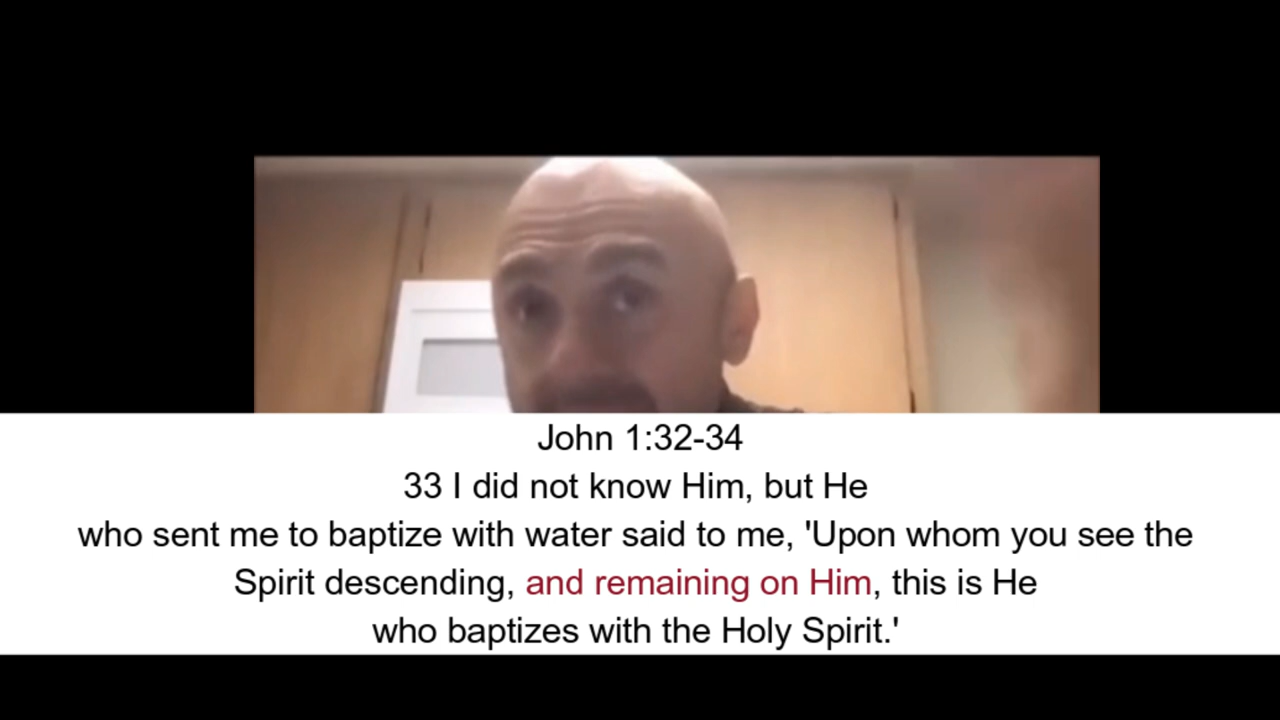 John 1:32-34
33 I did not know Him, but He
who sent me to baptize with water said to me, 'Upon whom you see the
Spirit descending, and remaining on Him, this is He
who baptizes with the Holy Spirit.'